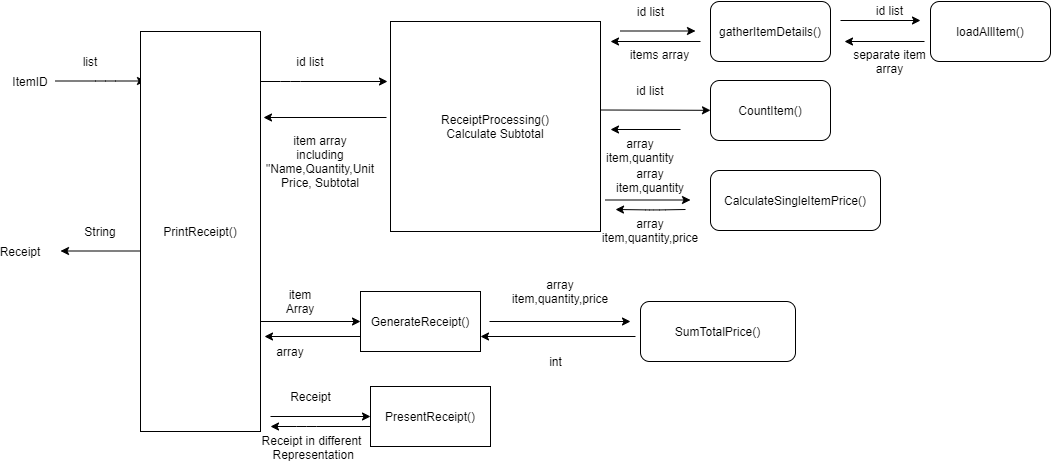 list
ItemID
PrintReceipt()
String
Receipt
id list
item array
including
"Name,Quantity,Unit
Price, Subtotal
ReceiptProcessing()
Calculate Subtotal
id list
items array
gatherItemDetails()
id list
separate item
array
loadAllItem()
id list
CountItem()
array
item,quantity
array
item,quantity
CalculateSingleItemPrice()
array
item,quantity,price
item
Array
array
GenerateReceipt()
array
item,quantity,price
int
SumTotalPrice()
Receipt
Receipt in different
Representation
PresentReceipt()